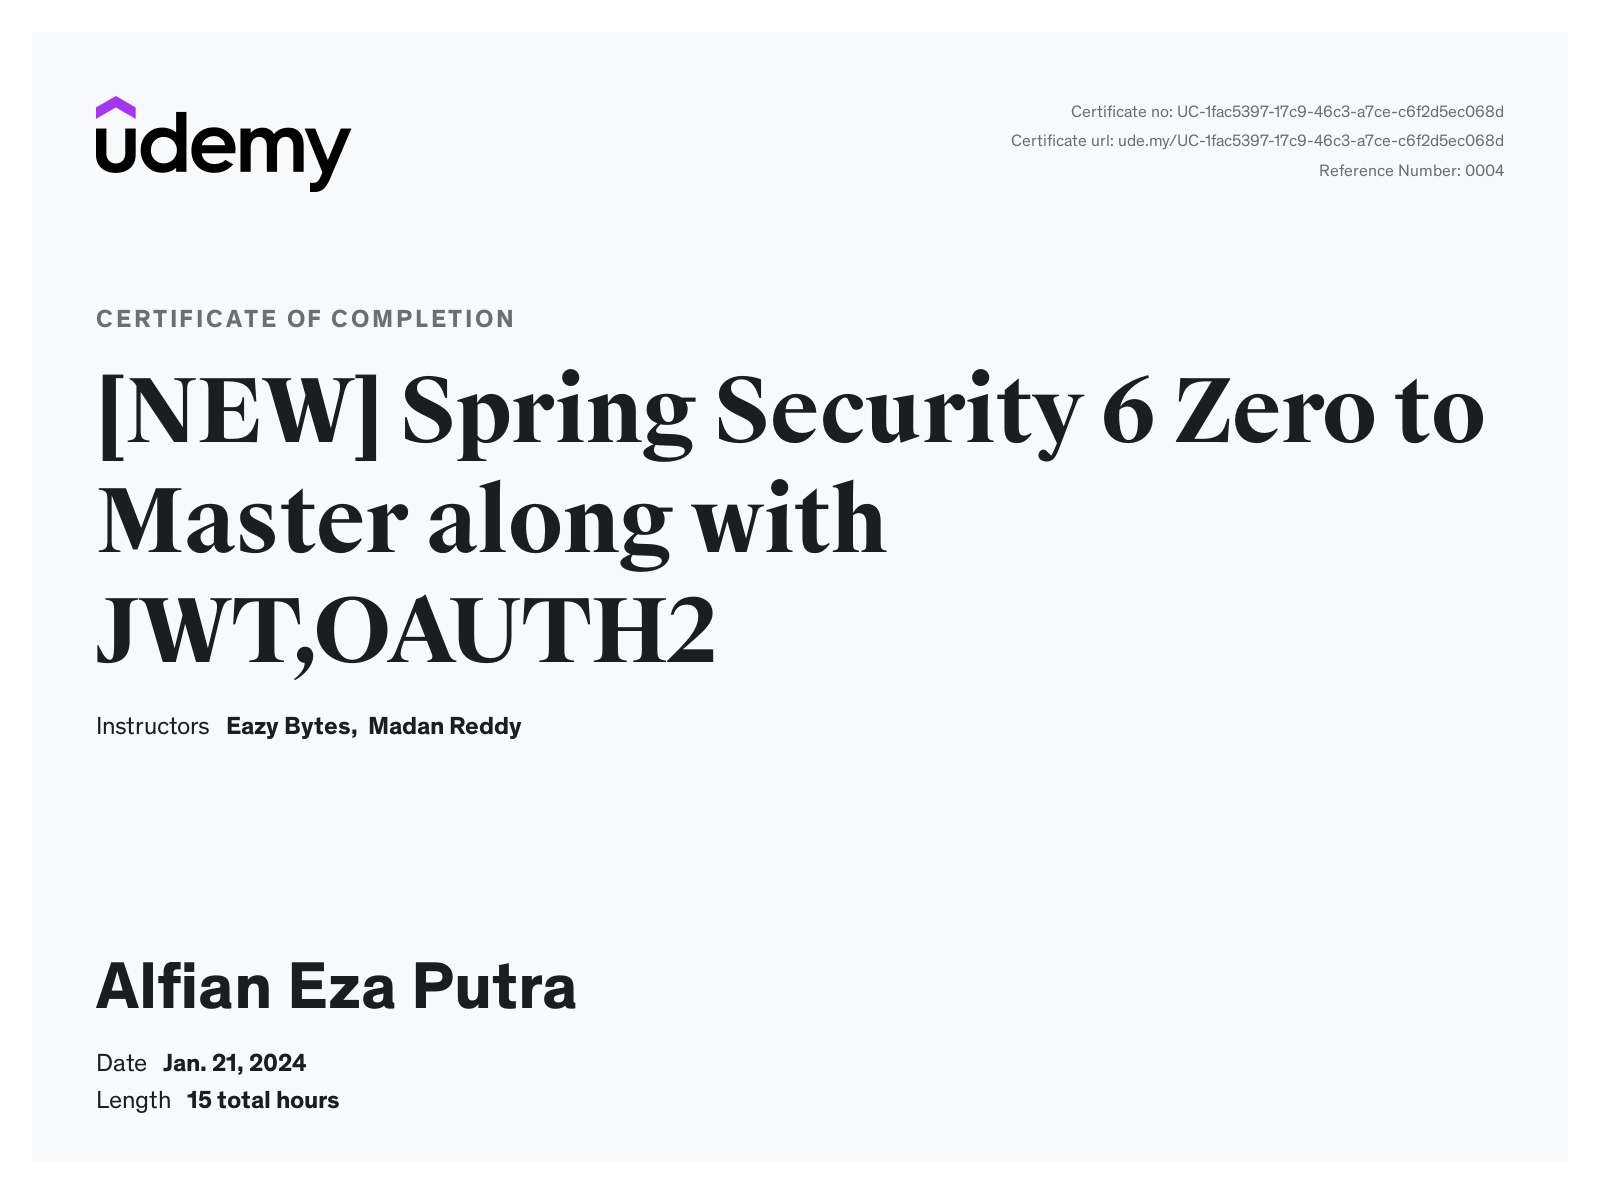 udemy
Certificate no: UC-1fac5397-17c9-46c3-a7ce-c6f2d5ec068d
Certificate url: ude.my/UC-1fac5397-17c9-46c3-a7ce-c6f2d5ec068d
Reference Number: 0004
CERTIFICATE OF COMPLETION
[NEW] Spring Security 6 Zero to
Master along with
JWT,OAUTH2
Instructors Eazy Bytes, Madan Reddy
Alfian Eza Putra
Date Jan. 21, 2024
Length 15 total hours